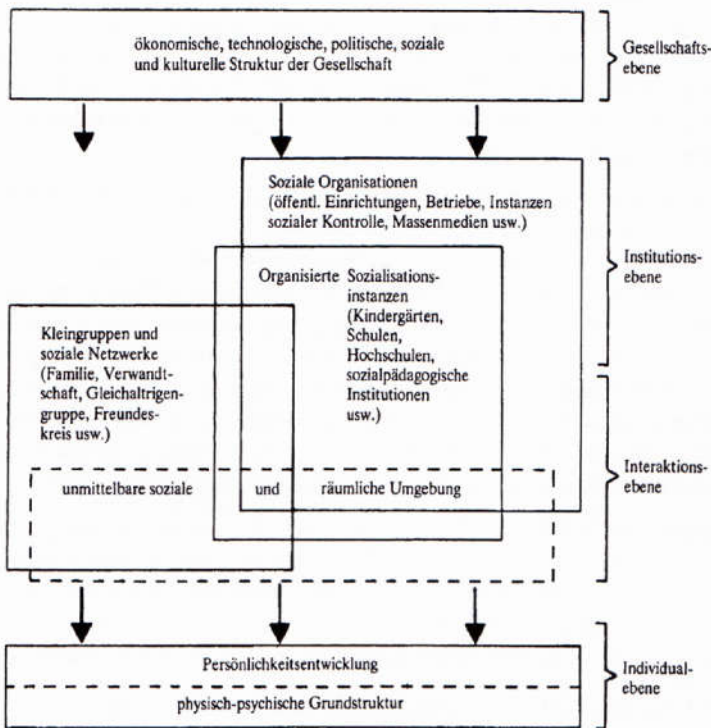 ökonomische, technologische, politische, soziale
und kulturelle Struktur der Gesellschaft
Gesellschafts-
ebene
Soziale Organisationen
(öffentl. Einrichtungen, Betriebe, Instanzen
sozialer Kontrolle, Massenmedien usw.)
Institutions-
ebene
Organisierte Sozialisations-
instanzen
(Kindergärten,
Schulen,
Hochschulen,
sozialpädagogische
Institutionen
usw.)
Kleingruppen und
soziale Netzwerke
(Familie, Verwandt-
schaft, Gleichaltrigen-
gruppe, Freundes-
kreis usw.)
Interaktions-
ebene
unmittelbare soziale und räumliche Umgebung
Persönlichkeitsentwicklung
physisch-psychische Grundstruktur
Individual-
ebene